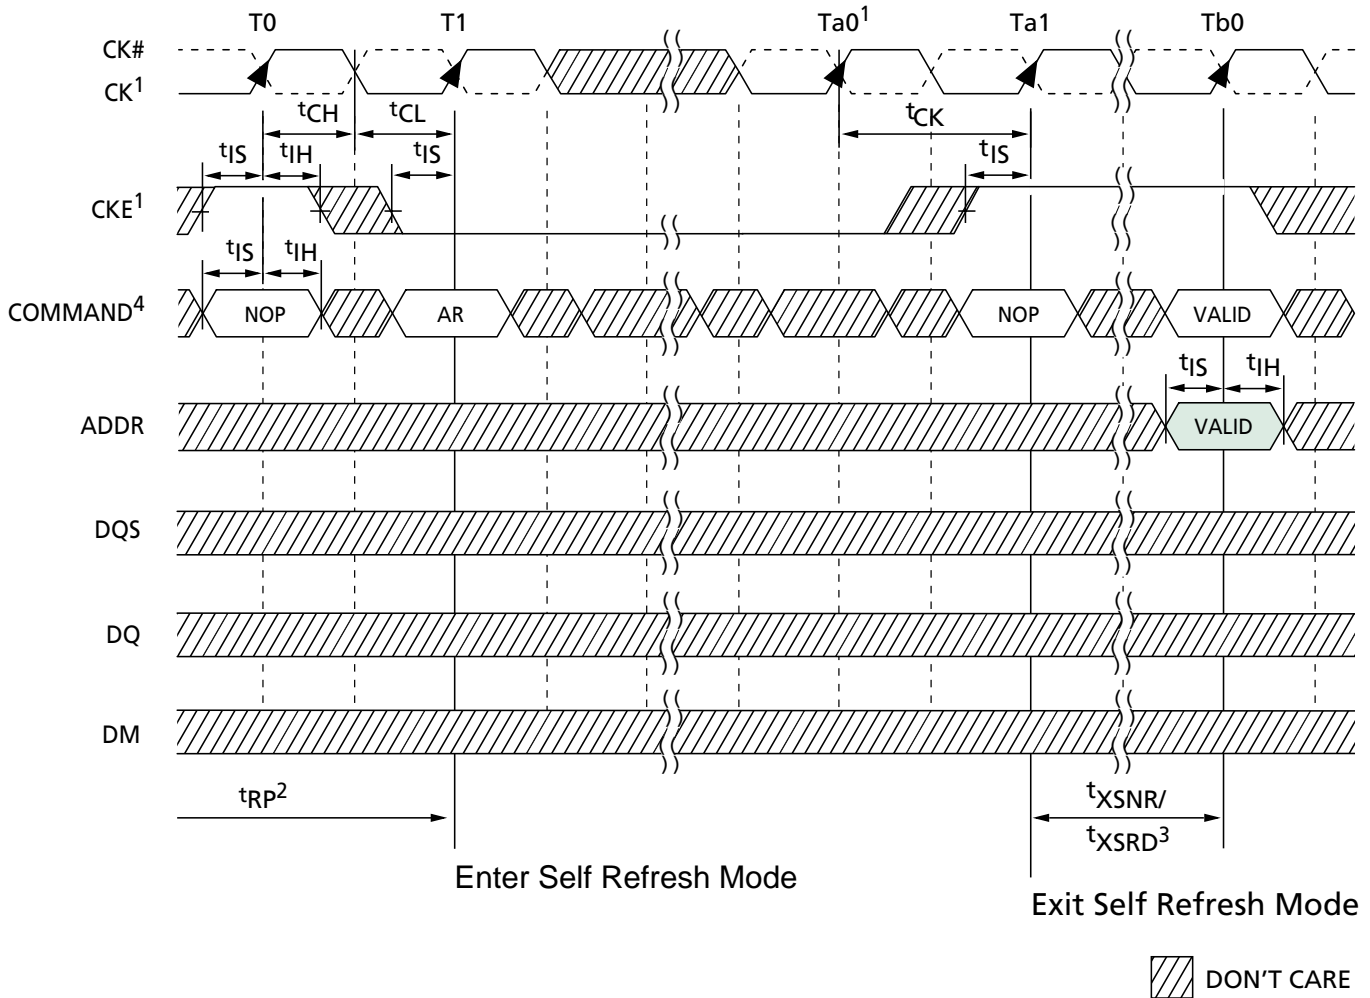 T0 T1 Ta0¹ Ta1 Tb0
CK#
CK¹
tCH tCL tCK
tIS tIH tIS tIS
CKE¹
tIS tIH
COMMAND⁴ NOP AR NOP VALID
tIS tIH
ADDR VALID
DQS
DQ
DM
tRP² tXSNR/
tXSRD³
Enter Self Refresh Mode
Exit Self Refresh Mode
DON'T CARE